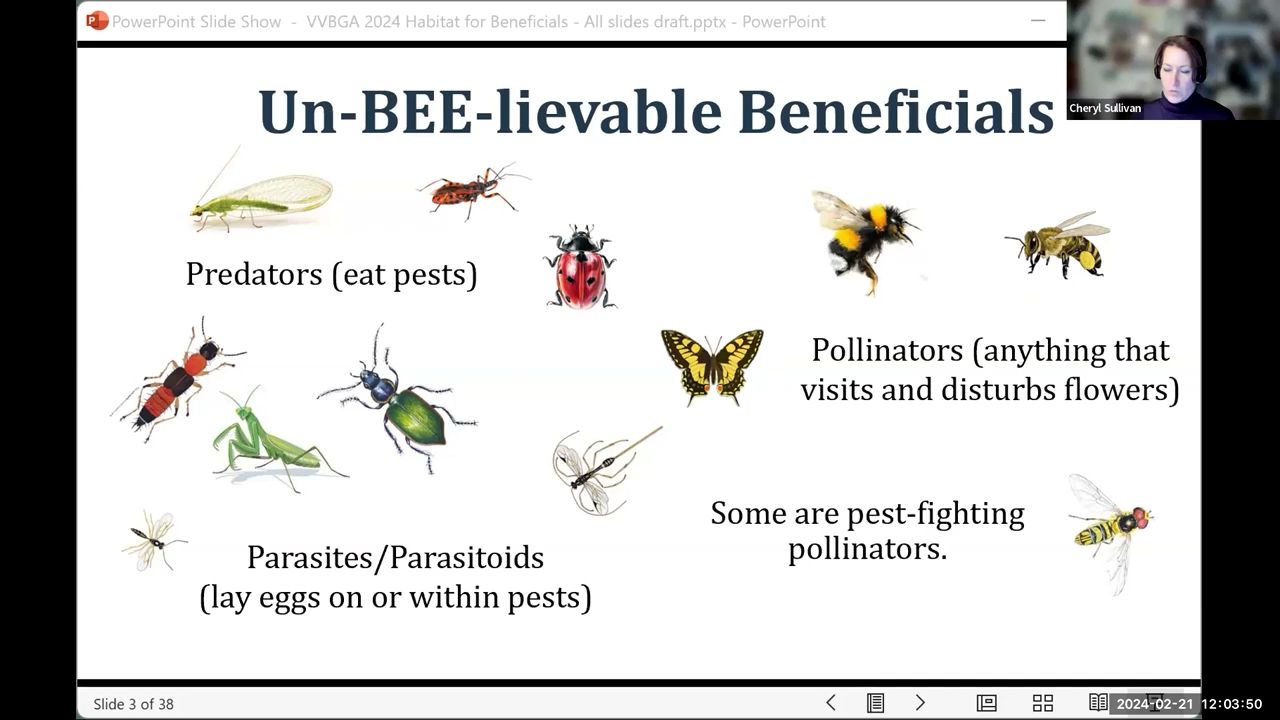 PowerPoint Slide Show - VVBGA 2024 Habitat for Beneficials - All slides draft.pptx - PowerPoint
Cheryl Sullivan
Un-BEE-lievable Beneficials
Predators (eat pests)
Pollinators (anything that
visits and disturbs flowers)
Some are pest-fighting
pollinators.
Parasites/Parasitoids
(lay eggs on or within pests)
Slide 3 of 38
2024-02-21 12:03:50